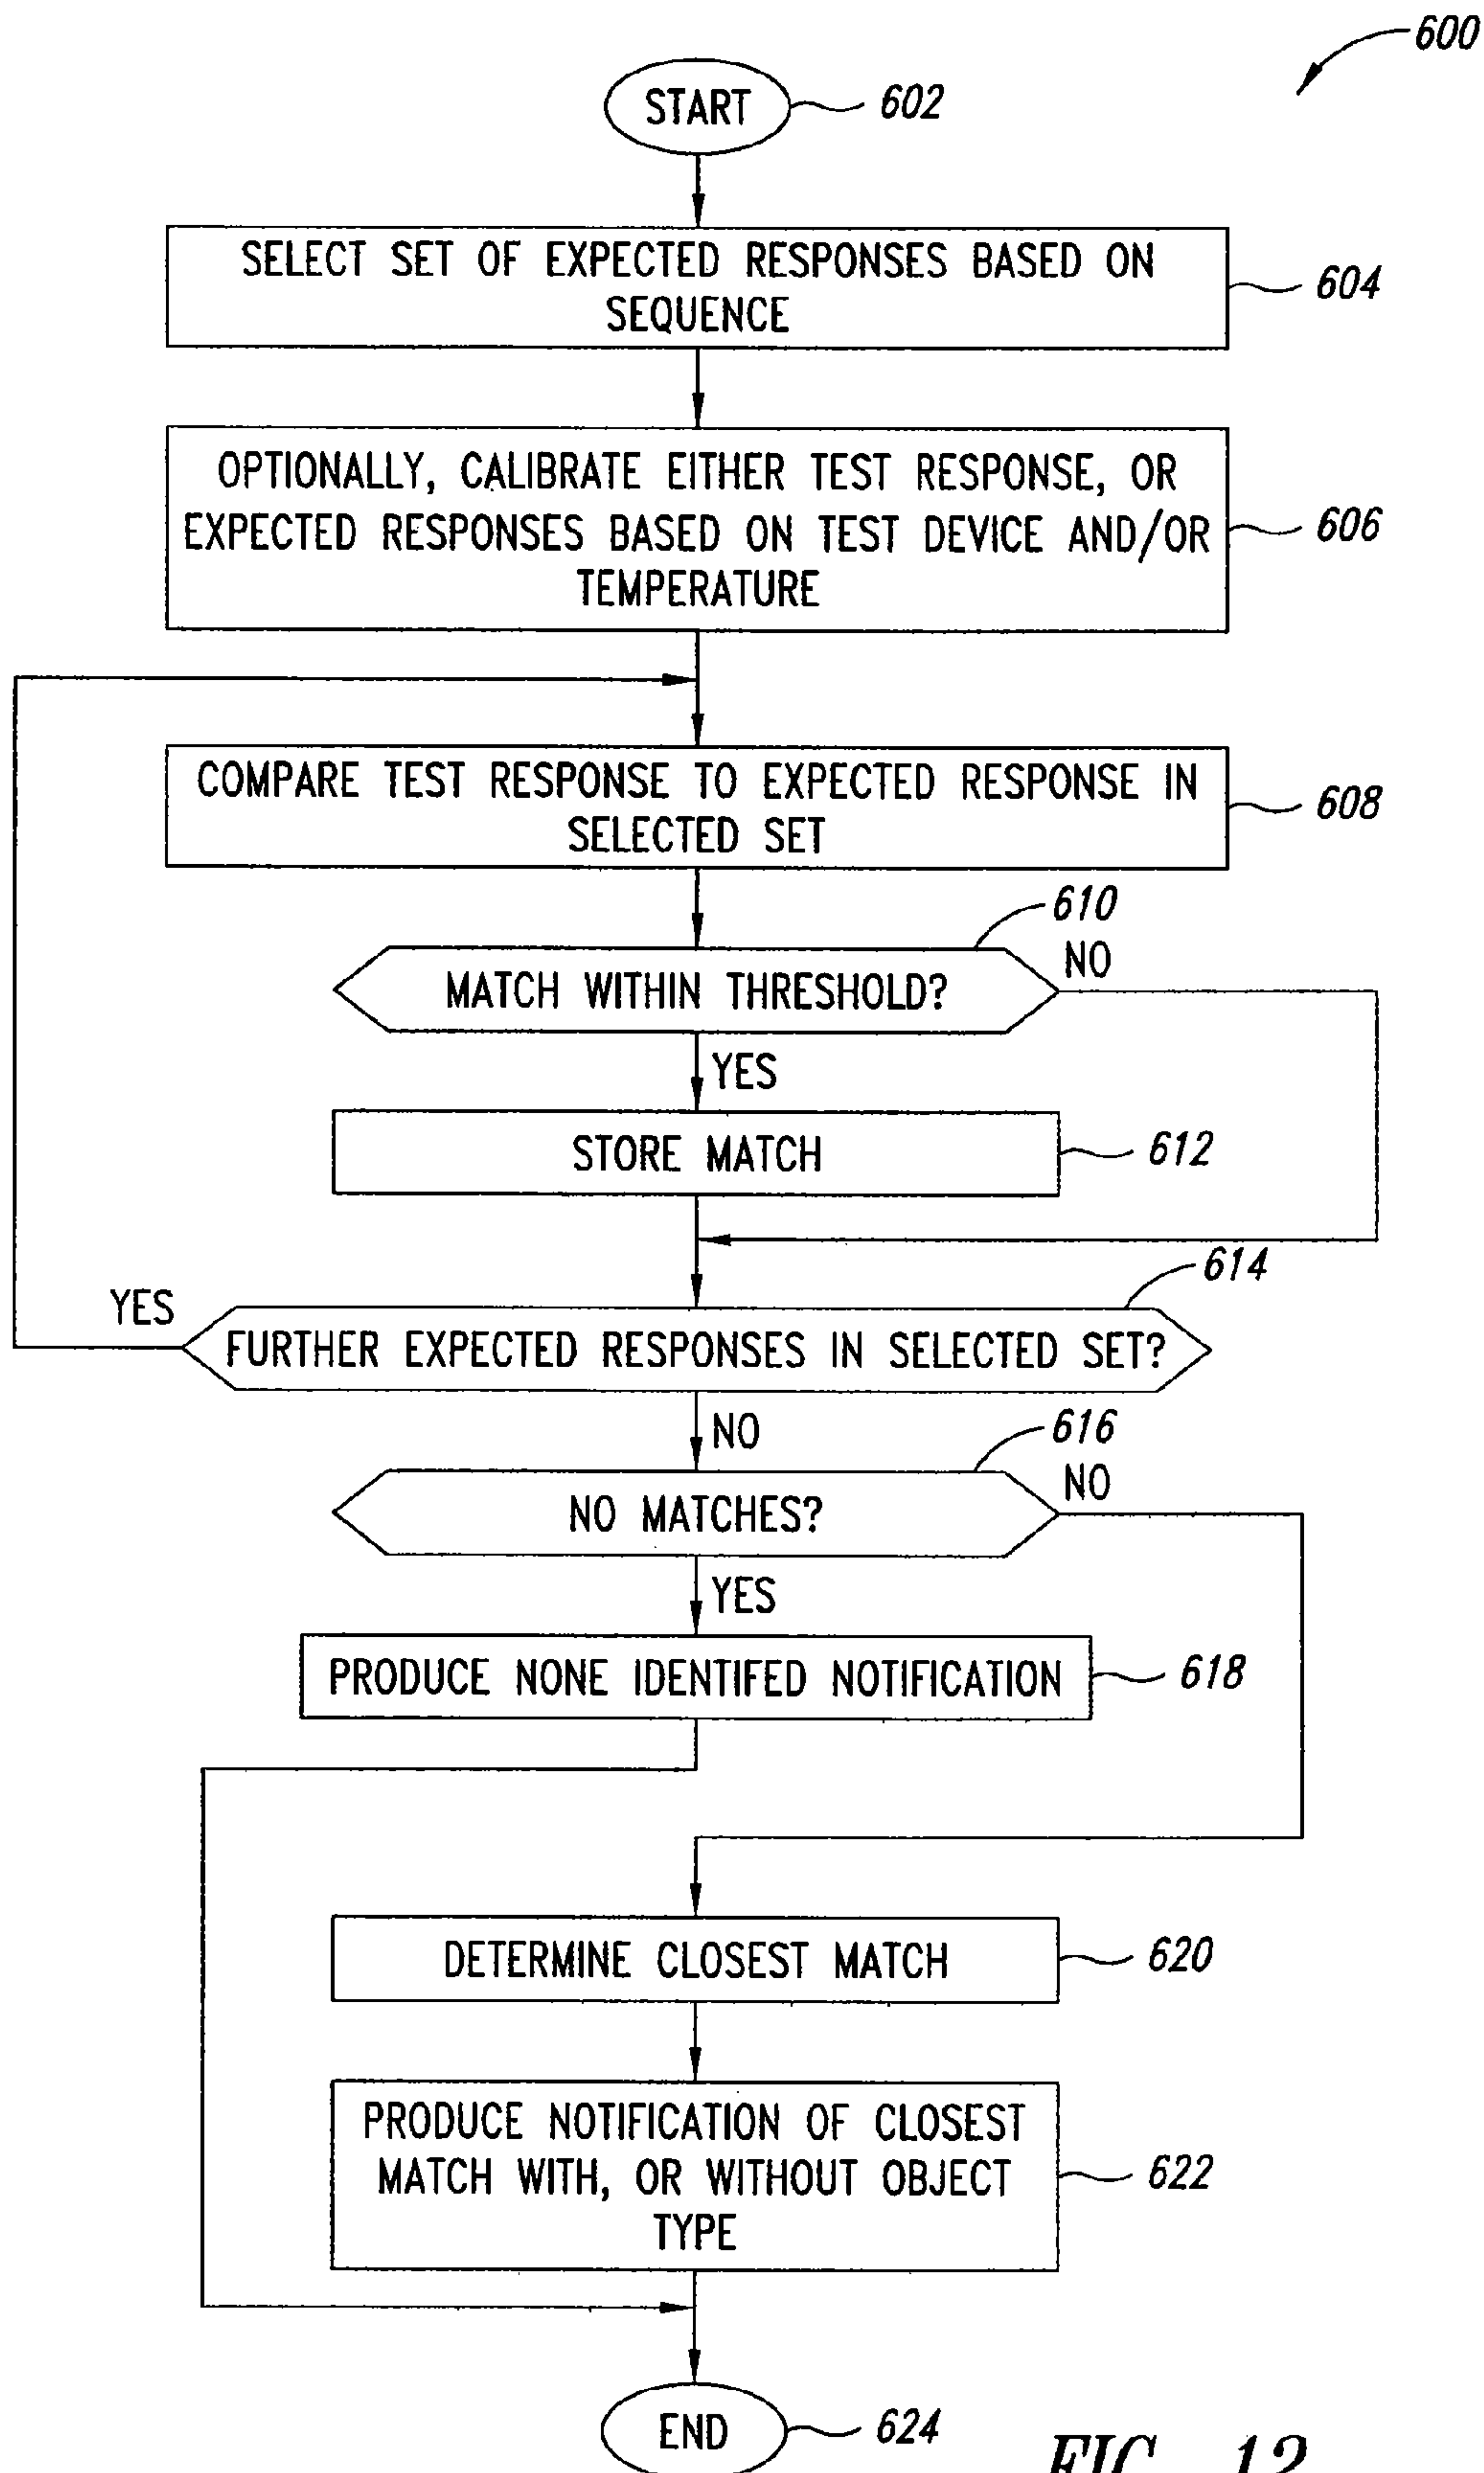 600
START
602
SELECT SET OF EXPECTED RESPONSES BASED ON
SEQUENCE
604
OPTIONALLY, CALIBRATE EITHER TEST RESPONSE, OR
EXPECTED RESPONSES BASED ON TEST DEVICE AND/OR
TEMPERATURE
606
COMPARE TEST RESPONSE TO EXPECTED RESPONSE IN
SELECTED SET
608
610
MATCH WITHIN THRESHOLD?
NO
YES
STORE MATCH
612
614
YES
FURTHER EXPECTED RESPONSES IN SELECTED SET?
NO
616
NO MATCHES?
NO
YES
PRODUCE NONE IDENTIFED NOTIFICATION
618
DETERMINE CLOSEST MATCH
620
PRODUCE NOTIFICATION OF CLOSEST
MATCH WITH, OR WITHOUT OBJECT
TYPE
622
END
624
FIG. 12